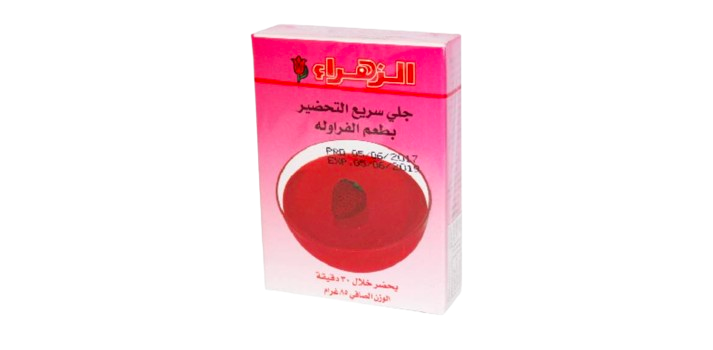 الزهراء
جلي سريع التحضير
بطعم الفراوله
PRD.05/06/2017
EXP.05/06/2019
يحضر خلال ٣٠ دقيقة
الوزن الصافي ٨٥ غرام